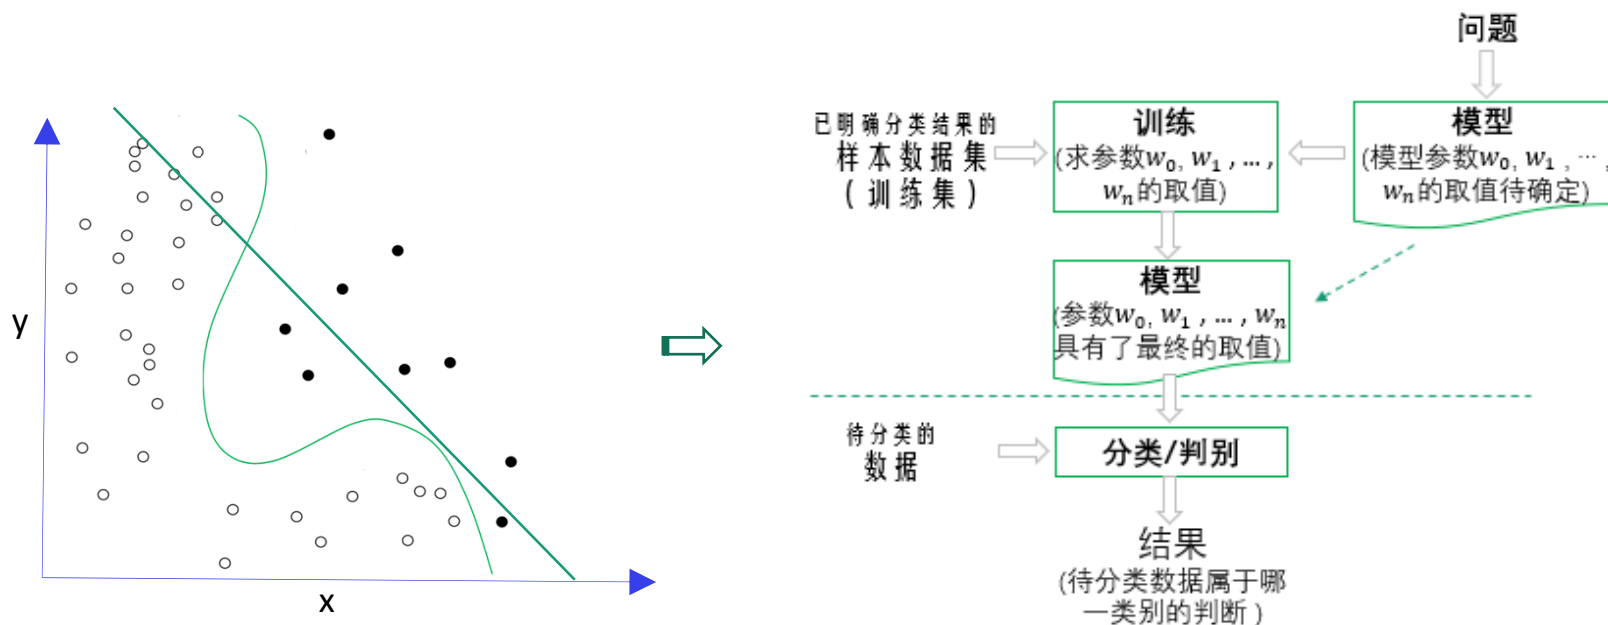 y
x
问题
已明确分类结果的
样本数据集
(训练集)
训练
(求参数w₀, w₁ , ... ,
wₙ的取值)
模型
(模型参数w₀, w₁ , ··· ,
wₙ的取值待确定)
模型
(参数w₀, w₁ , ... , wₙ
具有了最终的取值)
待分类的
数据
分类/判别
结果
(待分类数据属于哪
一类别的判断 )